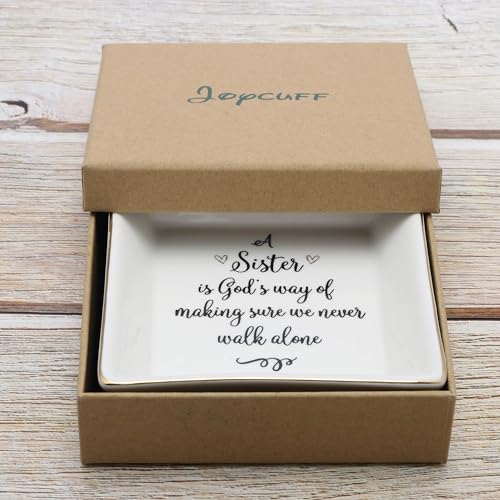 Joycuff
A
Sister
is God's way of
making sure we never
walk alone